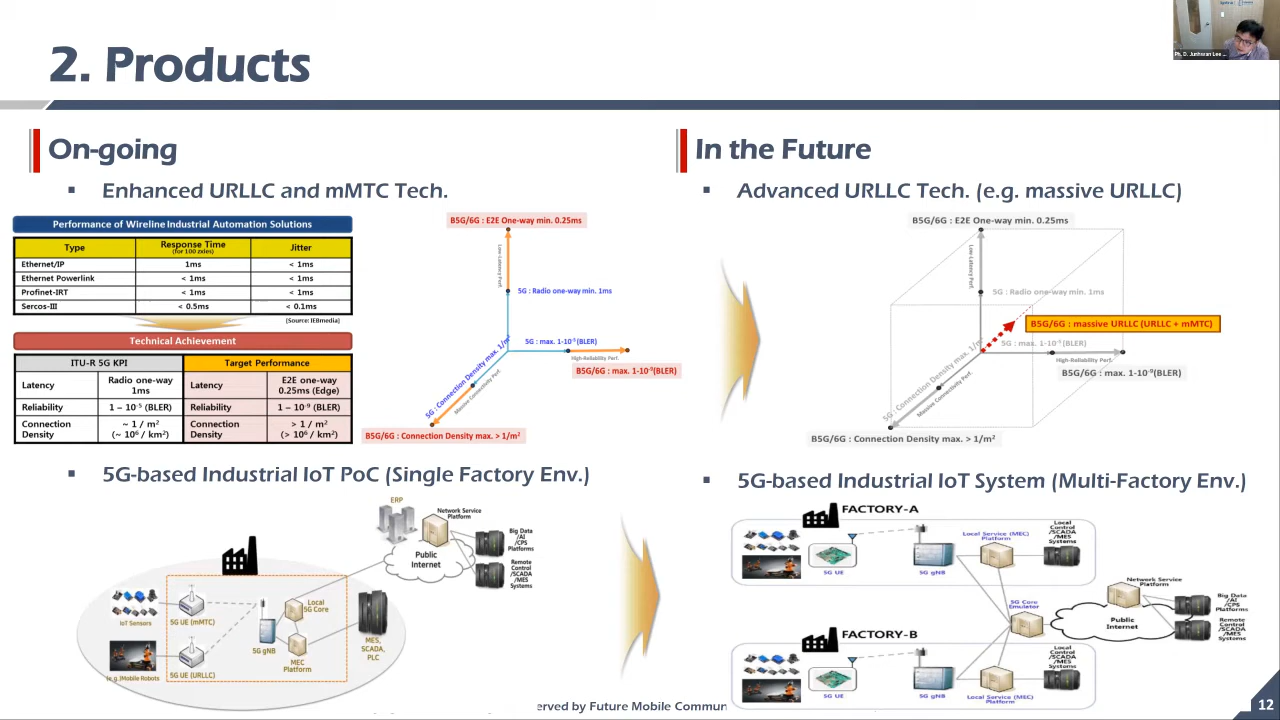 Ph. D. Junhwan Lee ...
2. Products
On-going
Enhanced URLLC and mMTC Tech.
Performance of Wireline Industrial Automation Solutions
Type
Response Time
(for 100 axles)
Jitter
Ethernet/IP
1ms
< 1ms
Ethernet Powerlink
< 1ms
< 1ms
Profinet-IRT
< 1ms
< 1ms
Sercos-III
< 0.5ms
< 0.1ms
[Source: IEBmedia]
Technical Achievement
ITU-R 5G KPI
Target Performance
Latency
Radio one-way
1ms
Latency
E2E one-way
0.25ms (Edge)
Reliability
1 – 10⁻⁵ (BLER)
Reliability
1 – 10⁻⁹ (BLER)
Connection
Density
~ 1 / m²
(~ 10⁶ / km²)
Connection
Density
> 1 / m²
(> 10⁶ / km²)
B5G/6G : E2E One-way min. 0.25ms
Low-Latency Perf.
5G : Radio one-way min. 1ms
5G : max. 1-10⁻⁵ (BLER)
High-Reliability Perf.
B5G/6G : max. 1-10⁻⁹(BLER)
5G : Connection Density max. 1/m²
Massive Connectivity Perf.
B5G/6G : Connection Density max. > 1/m²
5G-based Industrial IoT PoC (Single Factory Env.)
ERP
Network Service
Platform
Public
Internet
Big Data
/AI
/CPS
Platforms
Remote
Control
/SCADA
/MES
Systems
IoT Sensors
5G UE (mMTC)
Local
5G Core
5G gNB
MEC
Platform
MES,
SCADA,
PLC
(e.g.)Mobile Robots
5G UE (URLLC)
In the Future
Advanced URLLC Tech. (e.g. massive URLLC)
B5G/6G : E2E One-way min. 0.25ms
Low-Latency Perf.
5G : Radio one-way min. 1ms
B5G/6G : massive URLLC (URLLC + mMTC)
5G : max. 1-10⁻⁵ (BLER)
High-Reliability Perf.
B5G/6G : max. 1-10⁻⁹(BLER)
5G : Connection Density max. 1/m²
Massive Connectivity Perf.
B5G/6G : Connection Density max. > 1/m²
5G-based Industrial IoT System (Multi-Factory Env.)
FACTORY-A
5G UE
5G gNB
Local Service (MEC)
Platform
Local
Control
/SCADA
/MES
Systems
5G Core
Emulator
Network Service
Platform
Public
Internet
Big Data
/AI
/CPS
Platforms
Remote
Control
/SCADA
/MES
Systems
FACTORY-B
5G UE
5G gNB
Local Service (MEC)
Platform
Local
Control
/SCADA
/MES
Systems
erved by Future Mobile Commun
12